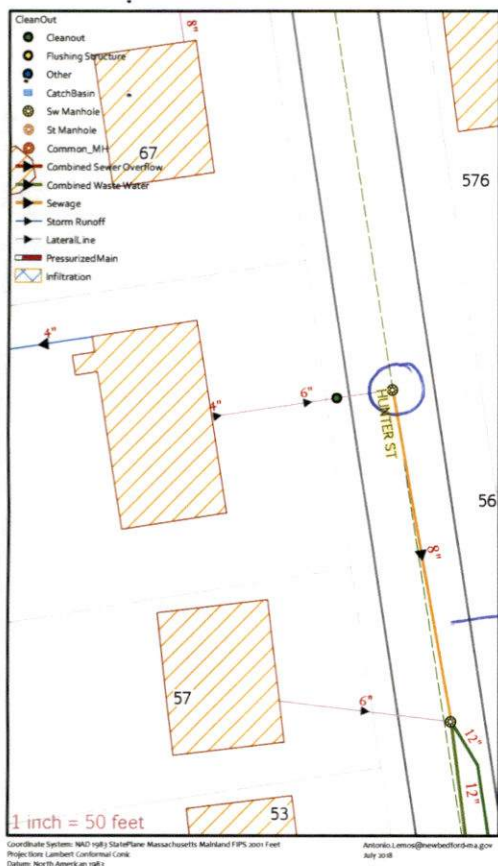 CleanOut
Cleanout
Flushing Structure
Other
CatchBasin
Sw Manhole
St Manhole
Common_MH
Combined Sewer Overflow
Combined Waste Water
Sewage
Storm Runoff
LateralLine
PressurizedMain
Infiltration
8"
67
576
4"
4"
6"
HUNTER ST
56
8"
57
6"
12"
12"
53
1 inch = 50 feet
Coordinate System: NAD 1983 StatePlane Massachusetts Mainland FIPS 2001 Feet
Projection: Lambert Conformal Conic
Datum: North American 1983
Antonio.Lemos@newbedford-ma.gov
July 2018